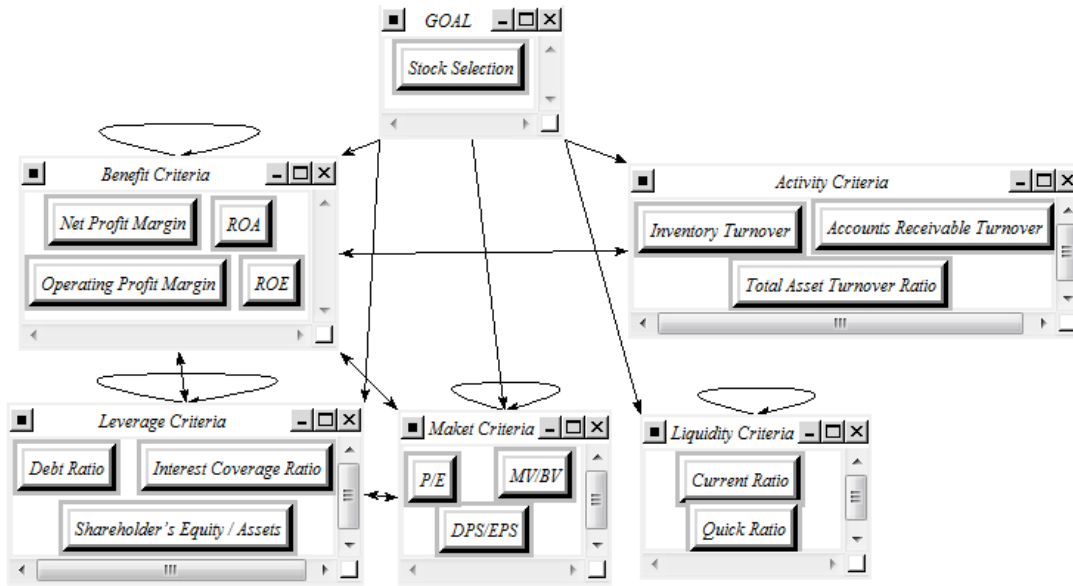 GOAL
Stock Selection
Benefit Criteria
Net Profit Margin
ROA
Operating Profit Margin
ROE
Activity Criteria
Inventory Turnover
Accounts Receivable Turnover
Total Asset Turnover Ratio
Leverage Criteria
Debt Ratio
Interest Coverage Ratio
Shareholder's Equity / Assets
Maket Criteria
P/E
MV/BV
DPS/EPS
Liquidity Criteria
Current Ratio
Quick Ratio